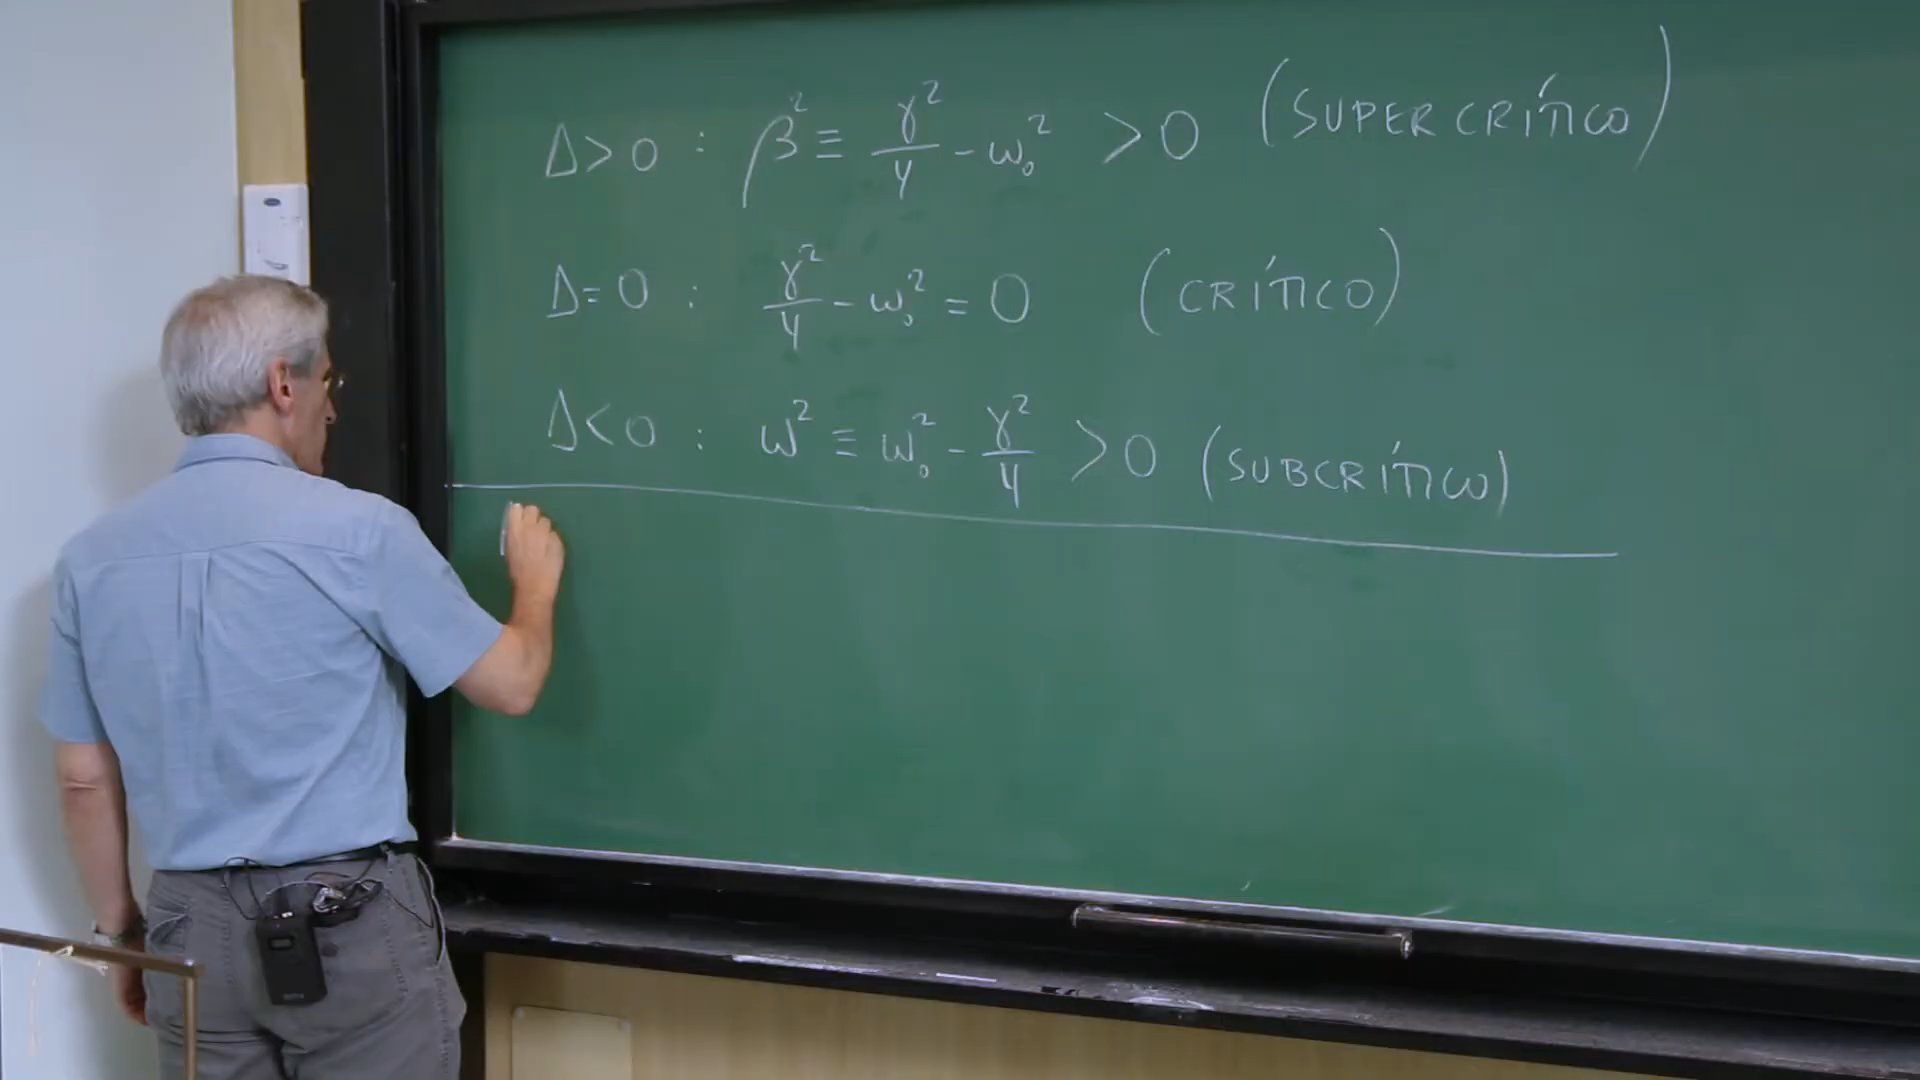 Δ>0 : β² ≡ γ²/4 - ω₀² >0 (SUPERCRÍTICO)
Δ=0 : γ²/4 - ω₀² = 0 (CRÍTICO)
Δ<0 : ω² ≡ ω₀² - γ²/4 >0 (SUBCRÍTICO)